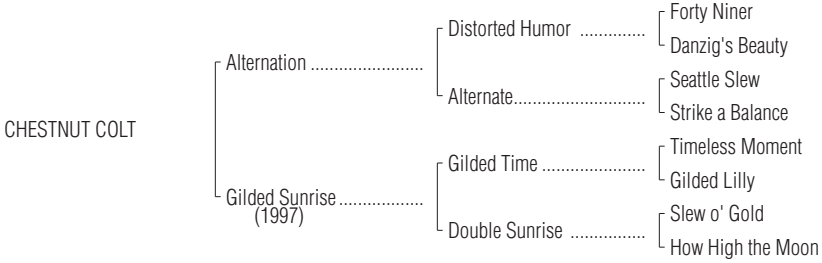 Forty Niner
Distorted Humor ..............
Danzig's Beauty
Alternation ........................
Seattle Slew
Alternate............................
Strike a Balance
CHESTNUT COLT
Timeless Moment
Gilded Time ......................
Gilded Lilly
Gilded Sunrise ..................
(1997)
Slew o' Gold
Double Sunrise ................
How High the Moon